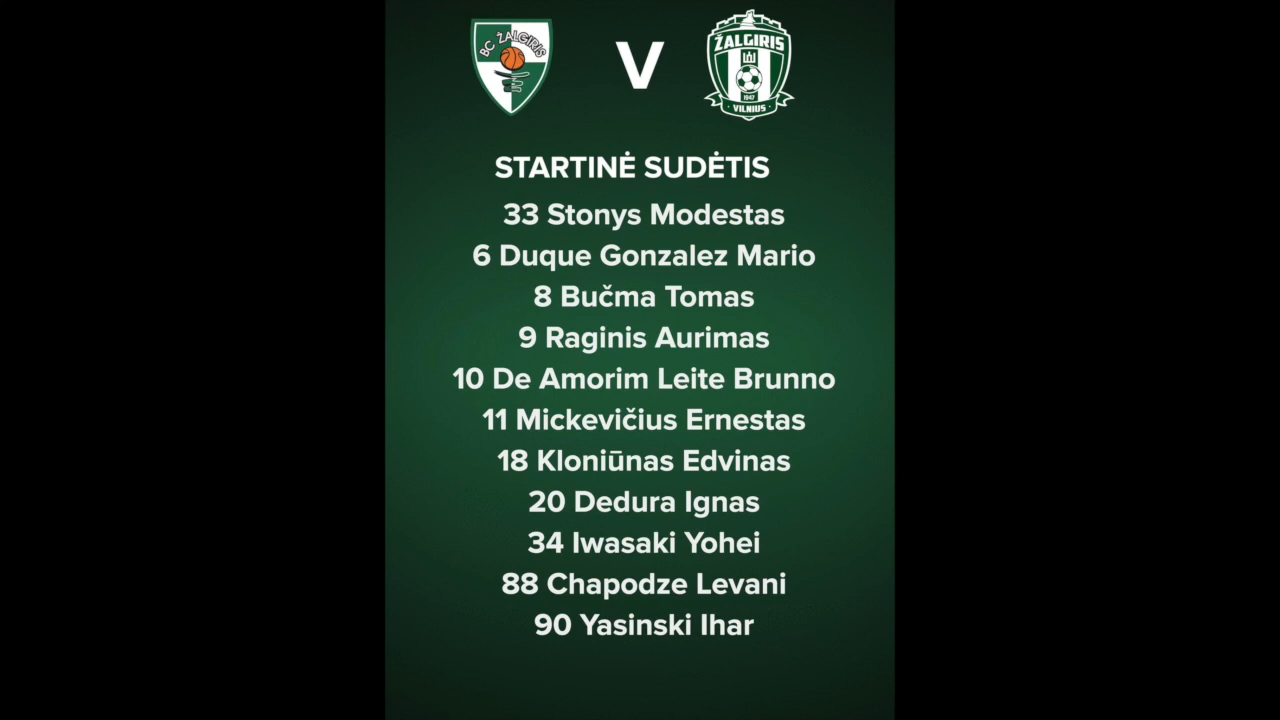 BC ŽALGIRIS
V
ŽALGIRIS
1947
VILNIUS
STARTINĖ SUDĖTIS
33 Stonys Modestas
6 Duque Gonzalez Mario
8 Bučma Tomas
9 Raginis Aurimas
10 De Amorim Leite Brunno
11 Mickevičius Ernestas
18 Kloniūnas Edvinas
20 Dedura Ignas
34 Iwasaki Yohei
88 Chapodze Levani
90 Yasinski Ihar